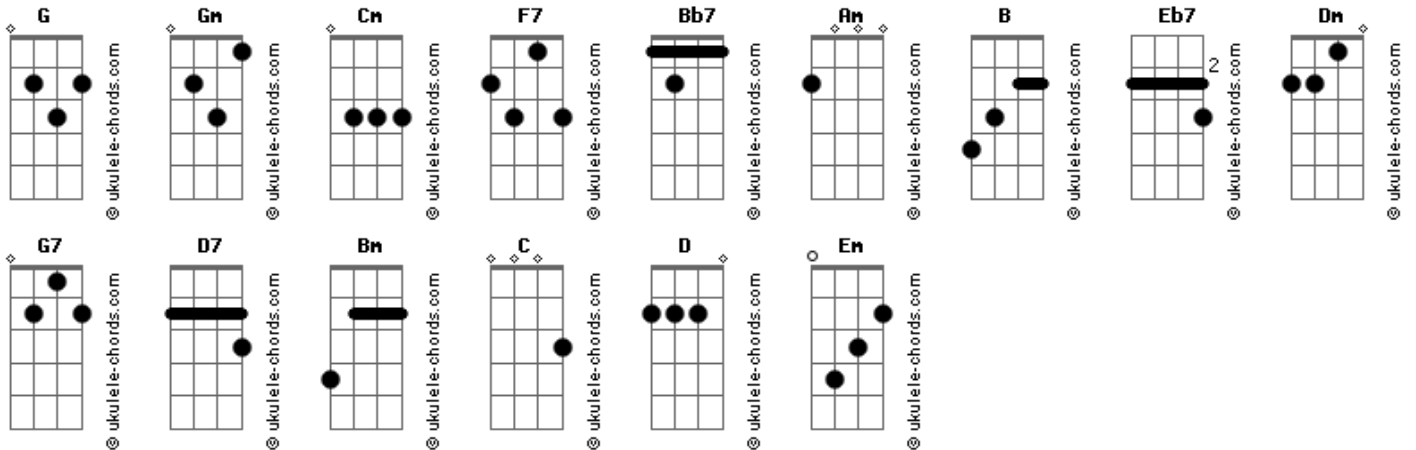 G Gm Cm F7 Bb7 Am B Eb7 Dm
2
© ukulele-chords.com © ukulele-chords.com © ukulele-chords.com © ukulele-chords.com © ukulele-chords.com © ukulele-chords.com © ukulele-chords.com © ukulele-chords.com © ukulele-chords.com
G7 D7 Bm C D Em
© ukulele-chords.com © ukulele-chords.com © ukulele-chords.com © ukulele-chords.com © ukulele-chords.com © ukulele-chords.com